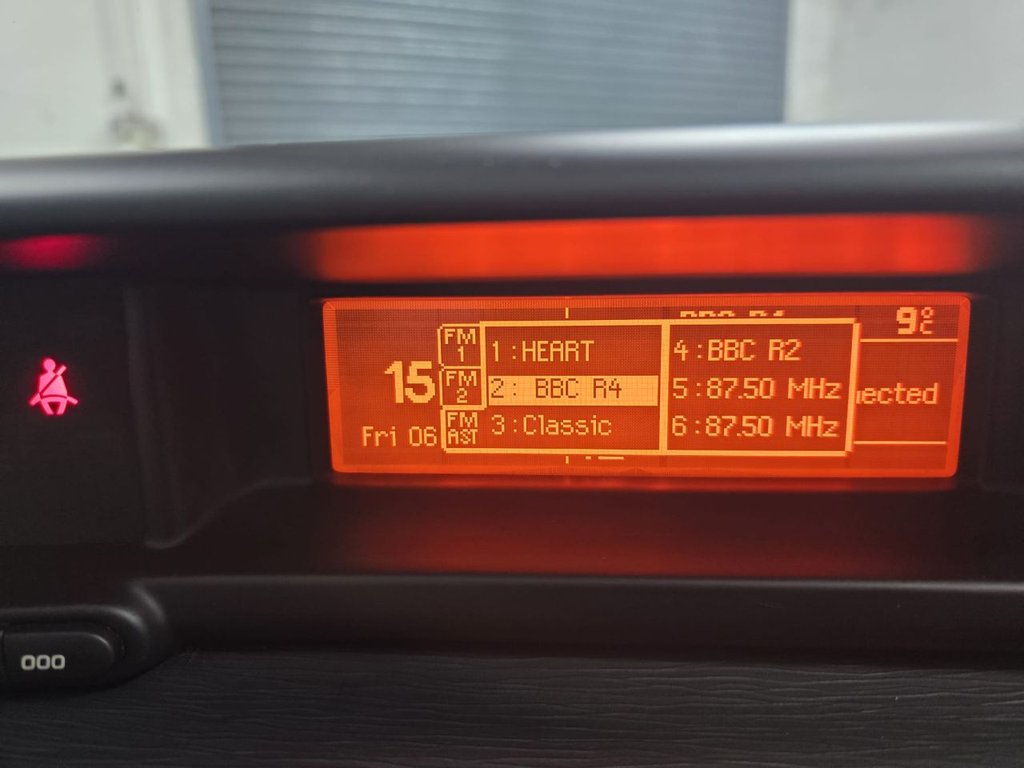 9°C
FM 1
1 :HEART
4 :BBC R2
15
FM 2
2 : BBC R4
5 :87.50 MHz
ected
Fri 06
FM AST
3 :Classic
6 :87.50 MHz
000